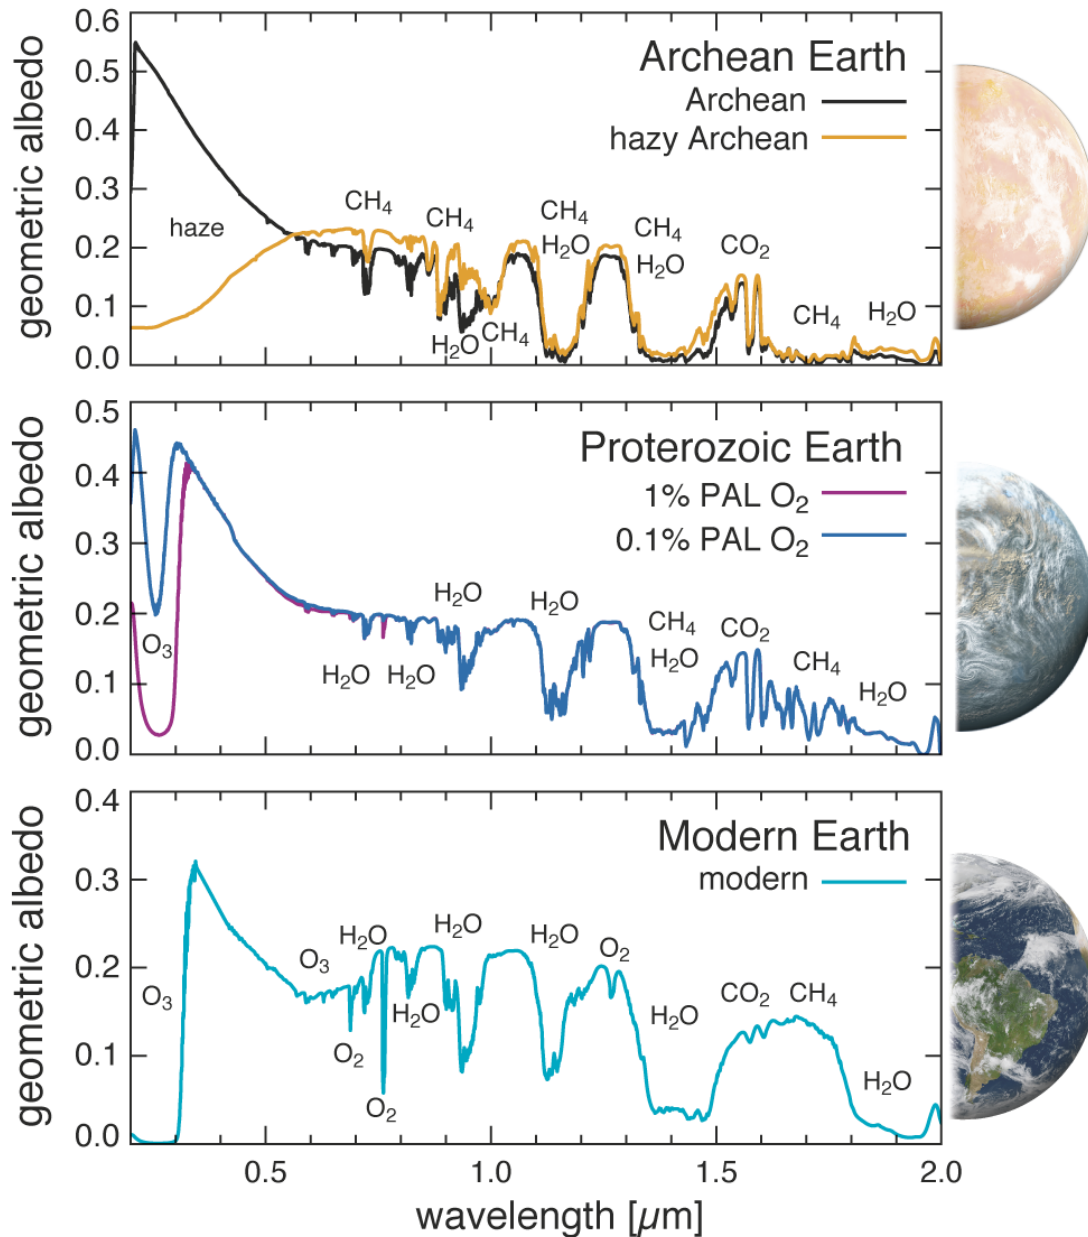 geometric albedo
0.6
0.5
0.4
0.3
0.2
0.1
0.0
Archean Earth
Archean
hazy Archean
haze
CH₄
CH₄
CH₄
H₂O
CH₄
H₂O
CO₂
H₂O
CH₄
CH₄
H₂O
geometric albedo
0.5
0.4
0.3
0.2
0.1
0.0
Proterozoic Earth
1% PAL O₂
0.1% PAL O₂
O₃
H₂O
H₂O
H₂O
H₂O
CH₄
H₂O
CO₂
CH₄
H₂O
geometric albedo
0.4
0.3
0.2
0.1
0.0
Modern Earth
modern
O₃
O₃
H₂O
H₂O
H₂O
O₂
O₂
O₂
H₂O
H₂O
CO₂
CH₄
H₂O
0.5
1.0
1.5
2.0
wavelength [μm]